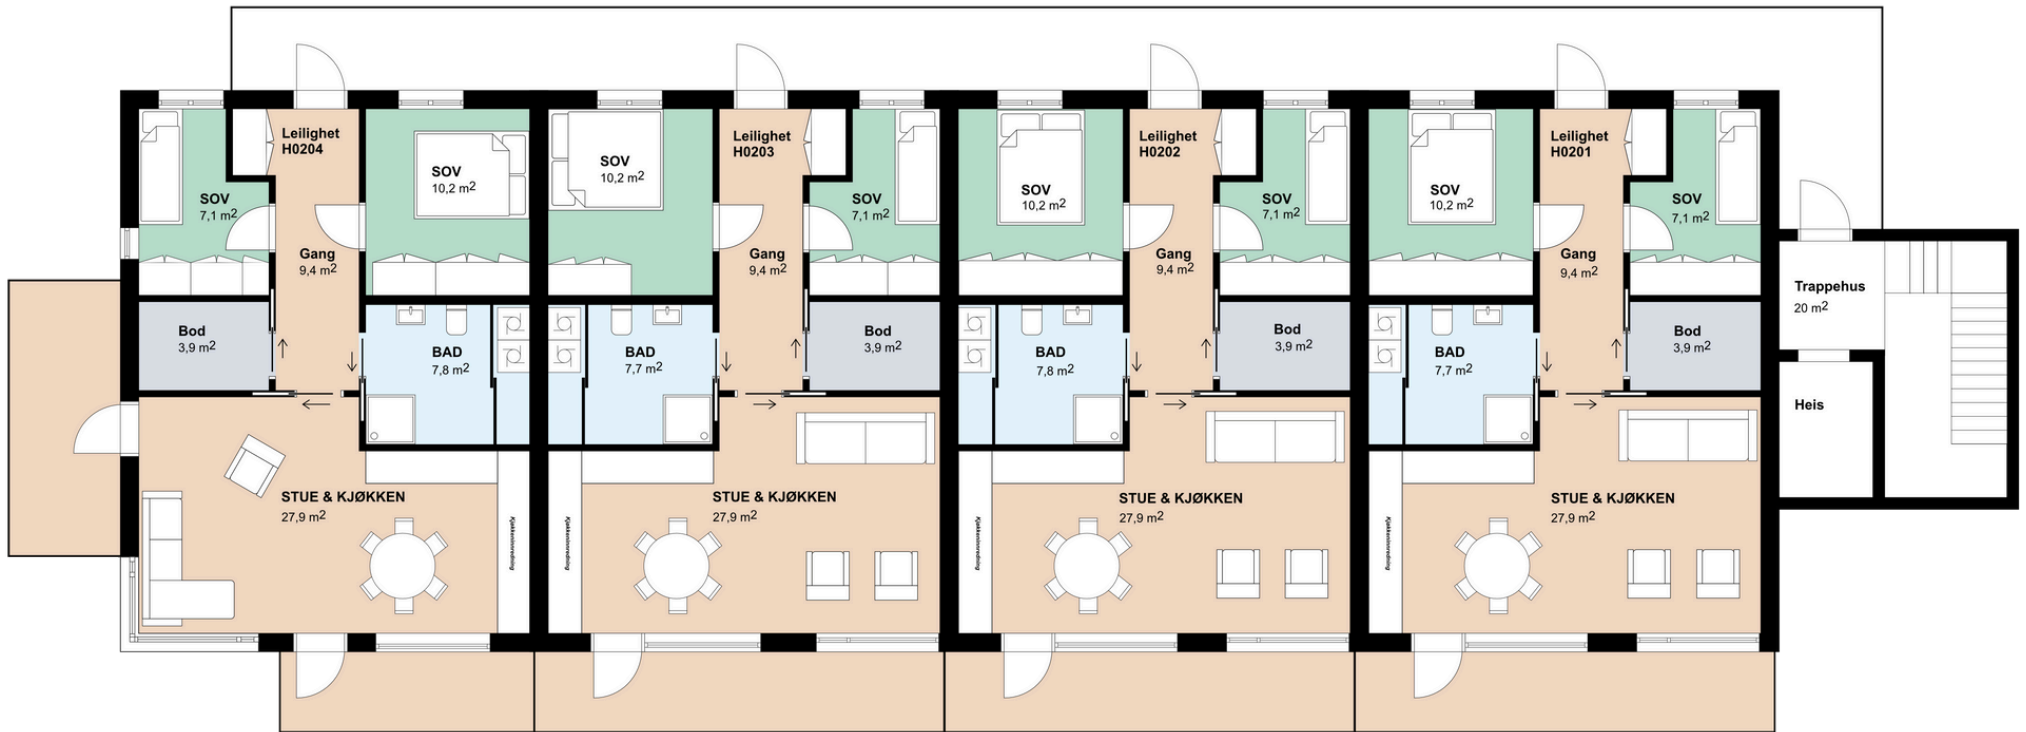 Leilighet
H0204
SOV
10,2 m2
SOV
7,1 m2
Gang
9,4 m2
Bod
3,9 m2
BAD
7,8 m2
STUE & KJØKKEN
27,9 m2
Kjøkkeninnredning
Leilighet
H0203
SOV
10,2 m2
SOV
7,1 m2
Gang
9,4 m2
BAD
7,7 m2
Bod
3,9 m2
STUE & KJØKKEN
27,9 m2
Kjøkkeninnredning
Leilighet
H0202
SOV
10,2 m2
SOV
7,1 m2
Gang
9,4 m2
BAD
7,8 m2
Bod
3,9 m2
STUE & KJØKKEN
27,9 m2
Kjøkkeninnredning
Leilighet
H0201
SOV
10,2 m2
SOV
7,1 m2
Gang
9,4 m2
BAD
7,7 m2
Bod
3,9 m2
STUE & KJØKKEN
27,9 m2
Kjøkkeninnredning
Trappehus
20 m2
Heis